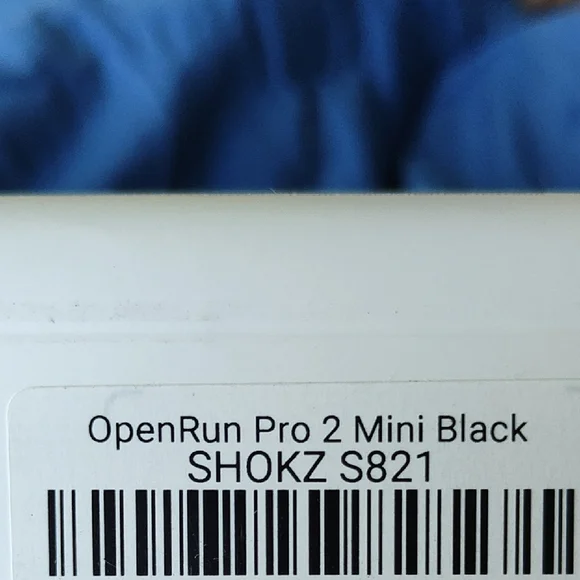 OpenRun Pro 2 Mini Black
SHOKZ S821